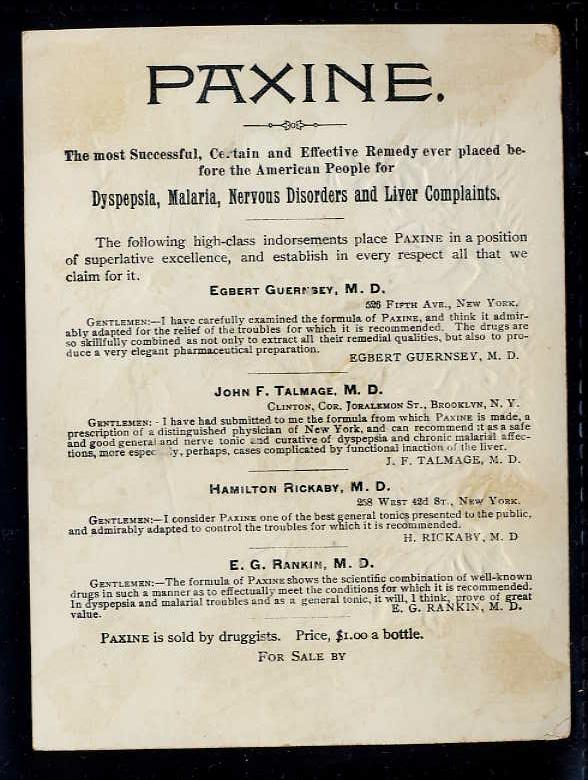 PAXINE.
The most Successful, Certain and Effective Remedy ever placed be-
fore the American People for
Dyspepsia, Malaria, Nervous Disorders and Liver Complaints.
The following high-class indorsements place PAXINE in a position
of superlative excellence, and establish in every respect all that we
claim for it.
EGBERT GUERNSEY, M. D.
526 FIFTH AVE., NEW YORK.
GENTLEMEN:—I have carefully examined the formula of PAXINE, and think it admir-
ably adapted for the relief of the troubles for which it is recommended. The drugs are
so skillfully combined as not only to extract all their remedial qualities, but also to pro-
duce a very elegant pharmaceutical preparation.
EGBERT GUERNSEY, M. D.
JOHN F. TALMAGE, M. D.
CLINTON, COR. JORALEMON ST., BROOKLYN, N. Y.
GENTLEMEN: - I have had submitted to me the formula from which PAXINE is made, a
prescription of a distinguished physician of New York, and can recommend it as a safe
and good general and nerve tonic and curative of dyspepsia and chronic malarial affec-
tions, more especially, perhaps, cases complicated by functional inaction of the liver.
J. F. TALMAGE, M. D.
HAMILTON RICKABY, M. D.
258 WEST 42d ST., NEW YORK.
GENTLEMEN:—I consider PAXINE one of the best general tonics presented to the public,
and admirably adapted to control the troubles for which it is recommended.
H. RICKABY, M. D
E. G. RANKIN, M. D.
GENTLEMEN:—The formula of PAXINE shows the scientific combination of well-known
drugs in such a manner as to effectually meet the conditions for which it is recommended.
In dyspepsia and malarial troubles and as a general tonic, it will, I think, prove of great
value. E. G. RANKIN, M. D.
PAXINE is sold by druggists. Price, $1.00 a bottle.
FOR SALE BY